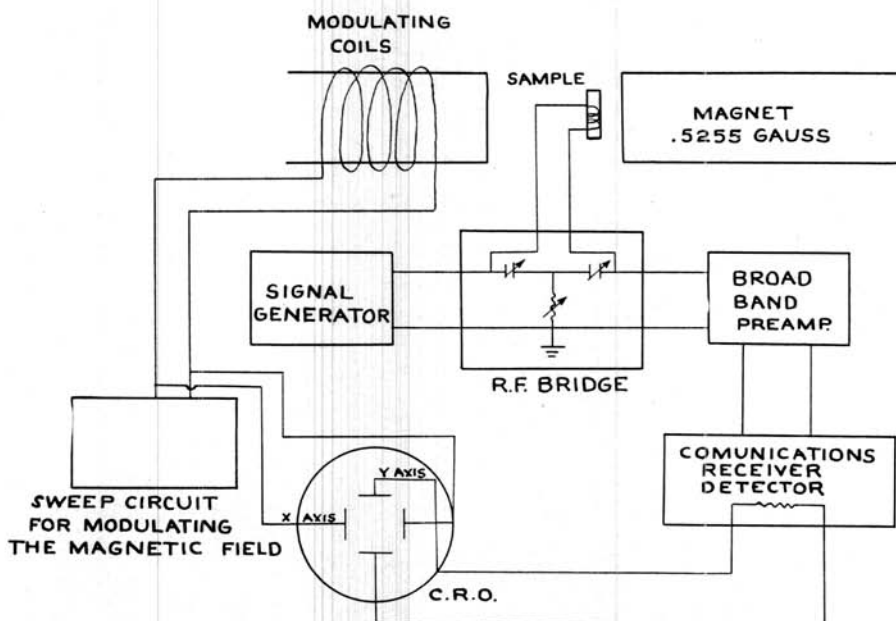 MODULATING
COILS
SAMPLE
MAGNET
.5255 GAUSS
SIGNAL
GENERATOR
BROAD
BAND
PREAMP.
R.F. BRIDGE
COMUNICATIONS
RECEIVER
DETECTOR
Y AXIS
X AXIS
SWEEP CIRCUIT
FOR MODULATING
THE MAGNETIC FIELD
C.R.O.